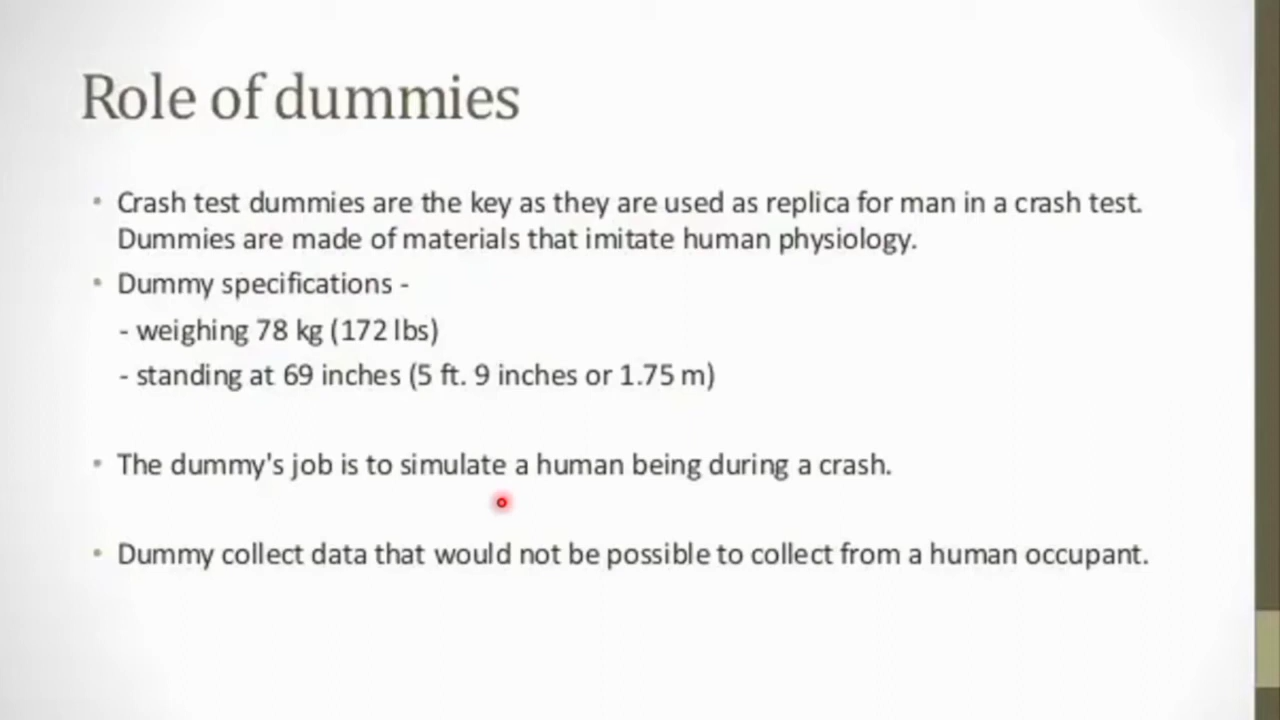 Role of dummies
• Crash test dummies are the key as they are used as replica for man in a crash test.
Dummies are made of materials that imitate human physiology.
• Dummy specifications -
- weighing 78 kg (172 lbs)
- standing at 69 inches (5 ft. 9 inches or 1.75 m)
• The dummy's job is to simulate a human being during a crash.
• Dummy collect data that would not be possible to collect from a human occupant.